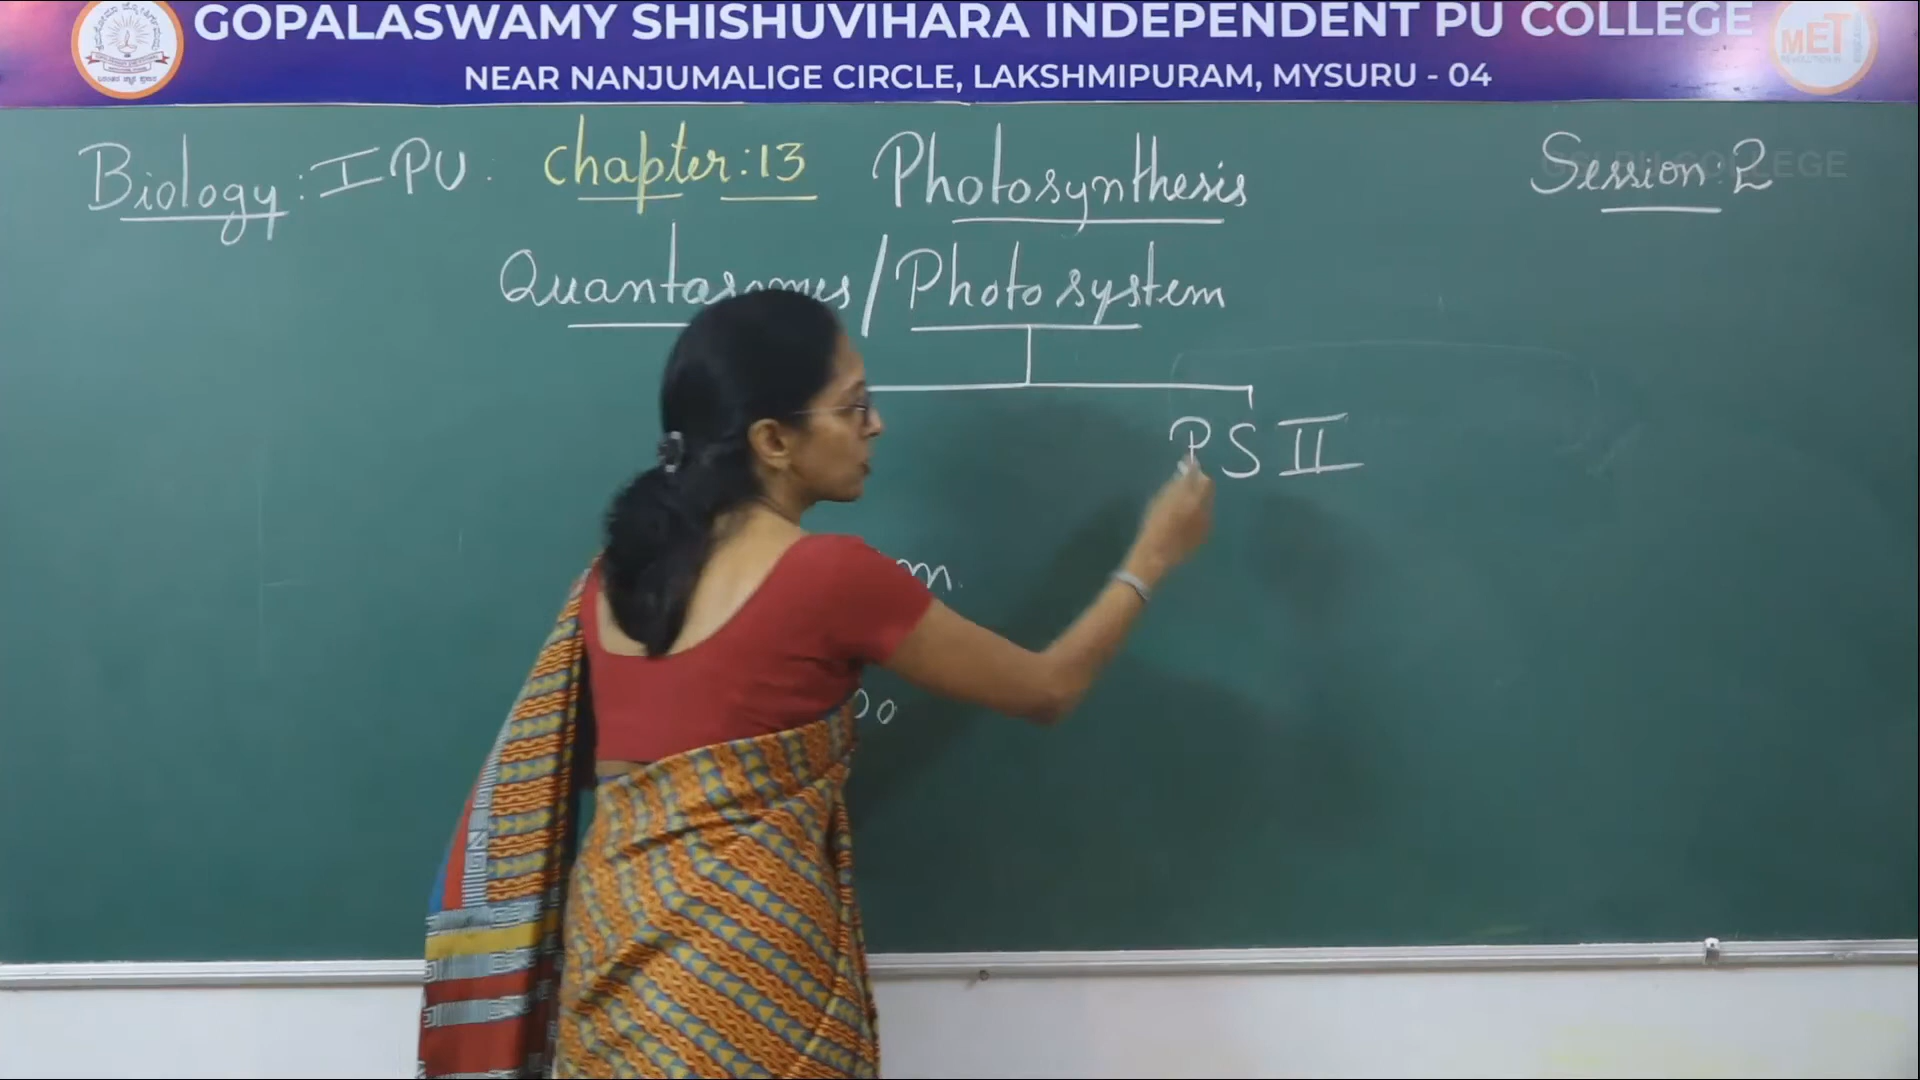 GOPALASWAMY SHISHUVIHARA INDEPENDENT PU COLLEGE
NEAR NANJUMALIGE CIRCLE, LAKSHMIPURAM, MYSURU - 04
MET
Biology: I PU. Chapter: 13 Photosynthesis Session: 2
Quantasomes / Photosystem
PS II
m.